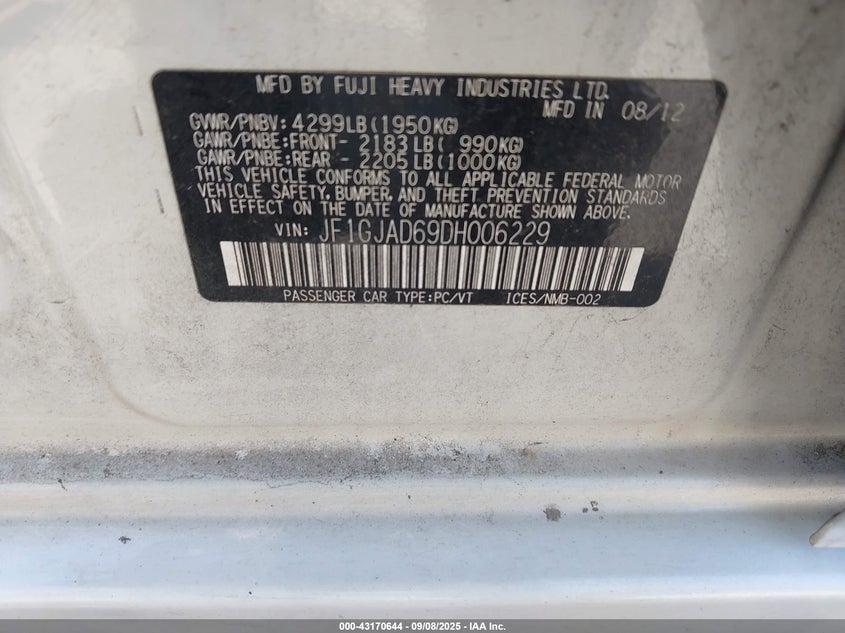 MFD BY FUJI HEAVY INDUSTRIES LTD.
MFD IN 08/12
GVWR/PNBV: 4299LB(1950KG)
GAWR/PNBE:FRONT- 2183LB( 990KG)
GAWR/PNBE:REAR - 2205LB(1000KG)
THIS VEHICLE CONFORMS TO ALL APPLICABLE FEDERAL MOTOR
VEHICLE SAFETY, BUMPER, AND THEFT PREVENTION STANDARDS
IN EFFECT ON THE DATE OF MANUFACTURE SHOWN ABOVE.
VIN: JF1GJAD69DH006229
PASSENGER CAR TYPE:PC/VT ICES/NMB-002
000-43170644 - 09/08/2025 - IAA Inc.